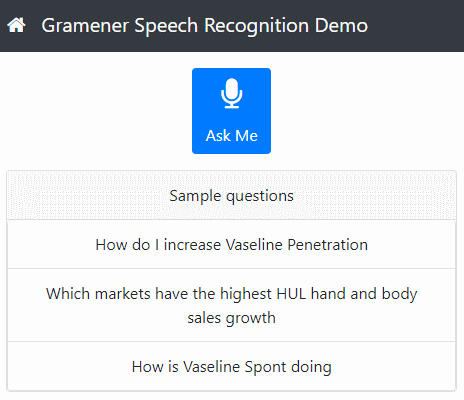 Gramener Speech Recognition Demo
Ask Me
Sample questions
How do I increase Vaseline Penetration
Which markets have the highest HUL hand and body
sales growth
How is Vaseline Spont doing